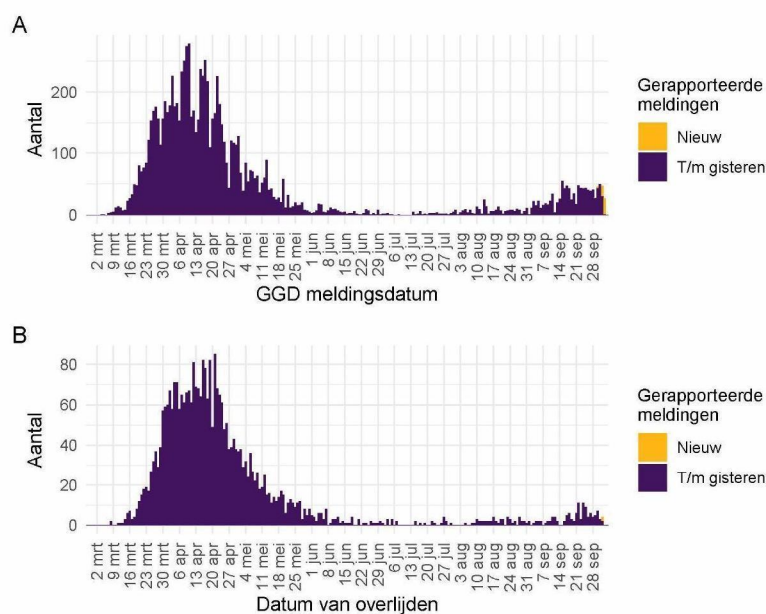 A
Aantal
200
100
0
2 mrt
9 mrt
16 mrt
23 mrt
30 mrt
6 apr
13 apr
20 apr
27 apr
4 mei
11 mei
18 mei
25 mei
1 jun
8 jun
15 jun
22 jun
29 jun
6 jul
13 jul
20 jul
27 jul
3 aug
10 aug
17 aug
24 aug
31 aug
7 sep
14 sep
21 sep
28 sep
GGD meldingsdatum
Gerapporteerde
meldingen
Nieuw
T/m gisteren
B
Aantal
80
60
40
20
0
2 mrt
9 mrt
16 mrt
23 mrt
30 mrt
6 apr
13 apr
20 apr
27 apr
4 mei
11 mei
18 mei
25 mei
1 jun
8 jun
15 jun
22 jun
29 jun
6 jul
13 jul
20 jul
27 jul
3 aug
10 aug
17 aug
24 aug
31 aug
7 sep
14 sep
21 sep
28 sep
Datum van overlijden
Gerapporteerde
meldingen
Nieuw
T/m gisteren